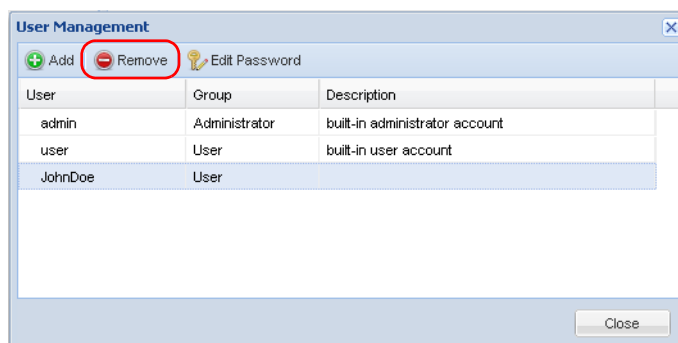 User Management
Add Remove Edit Password
User Group Description
admin Administrator built-in administrator account
user User built-in user account
JohnDoe User
Close